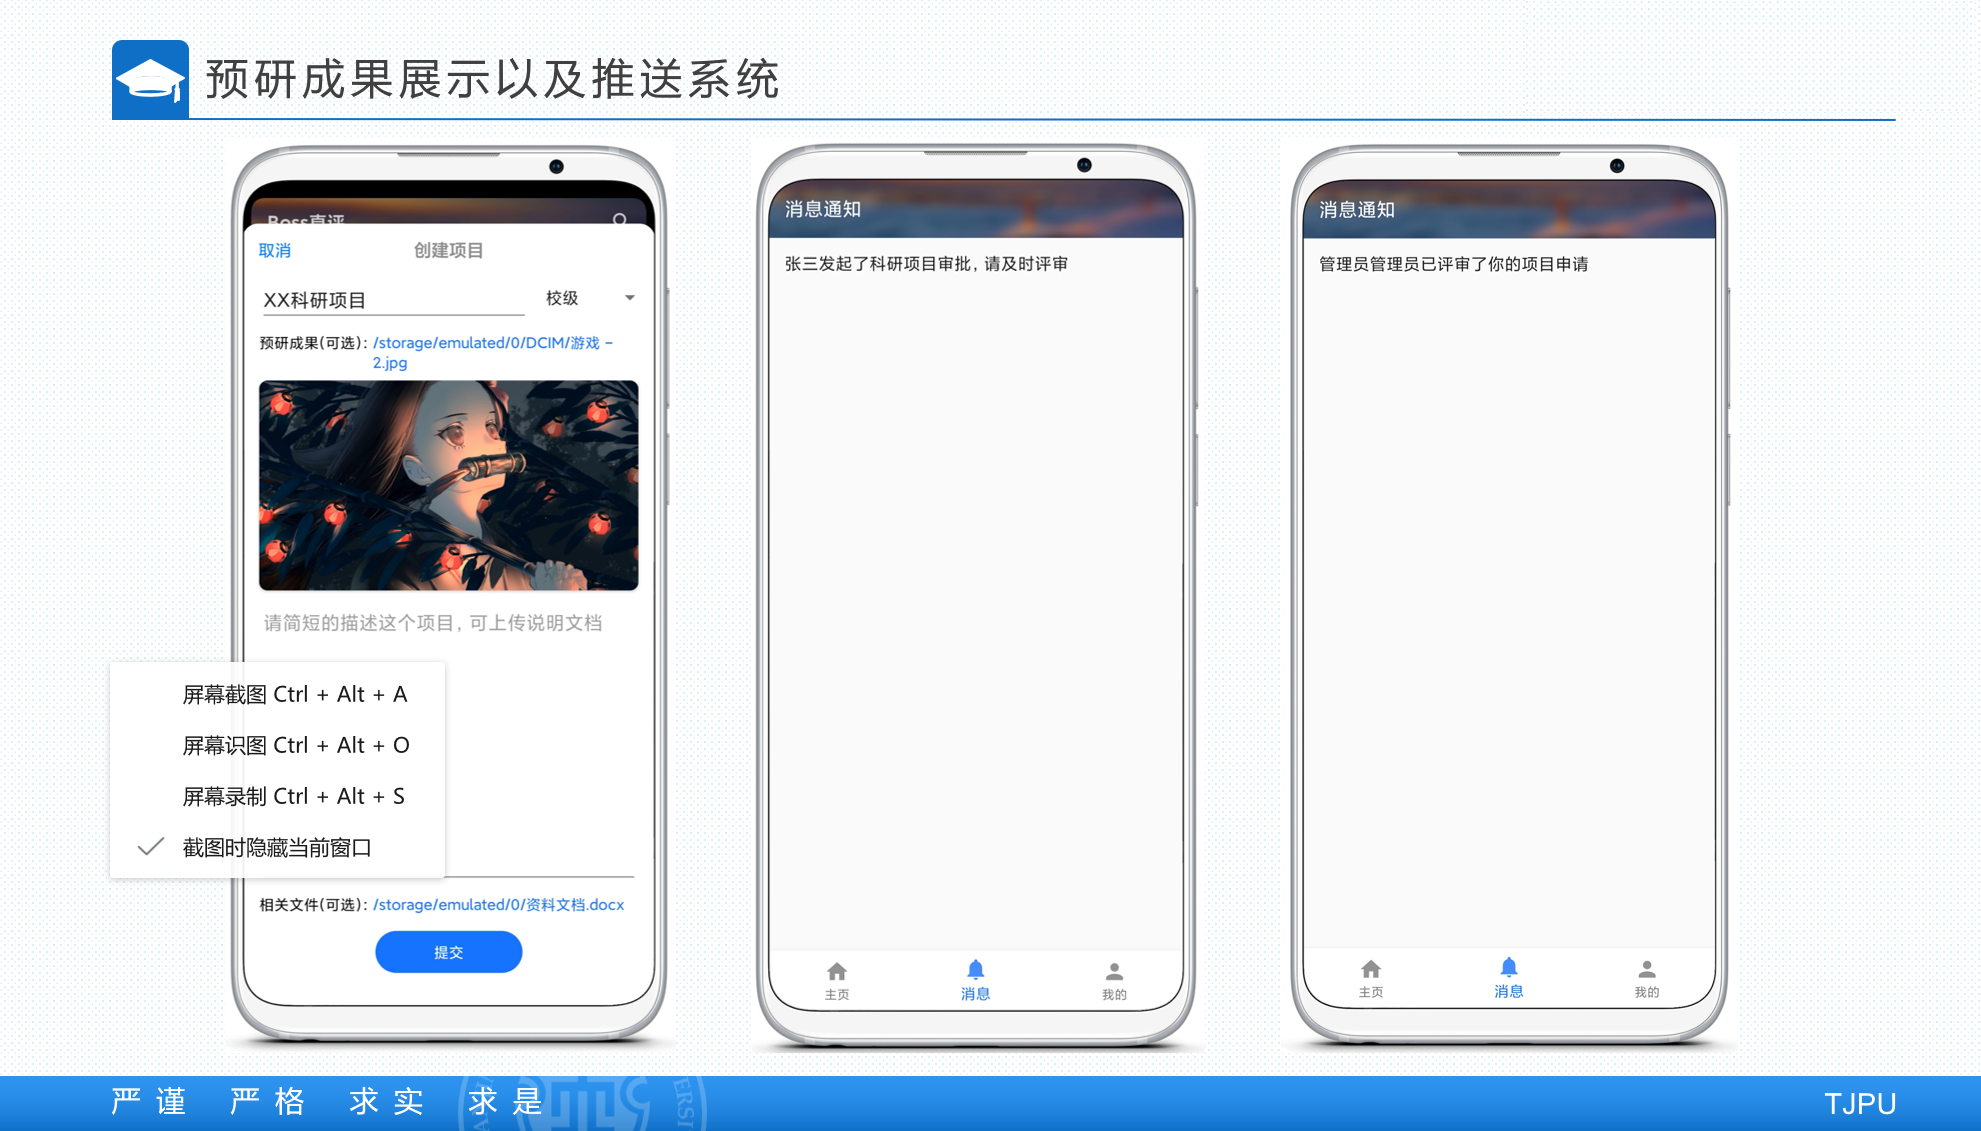 预研成果展示以及推送系统
Boss直评
取消
创建项目
XX科研项目
校级
预研成果(可选)：/storage/emulated/0/DCIM/游戏 -
2.jpg
请简短的描述这个项目，可上传说明文档
屏幕截图 Ctrl + Alt + A
屏幕识图 Ctrl + Alt + O
屏幕录制 Ctrl + Alt + S
截图时隐藏当前窗口
相关文件(可选)：/storage/emulated/0/资料文档.docx
提交
消息通知
张三发起了科研项目审批，请及时评审
主页
消息
我的
消息通知
管理员管理员已评审了你的项目申请
主页
消息
我的
严谨 严格 求实 求是
ERSI
TJPU